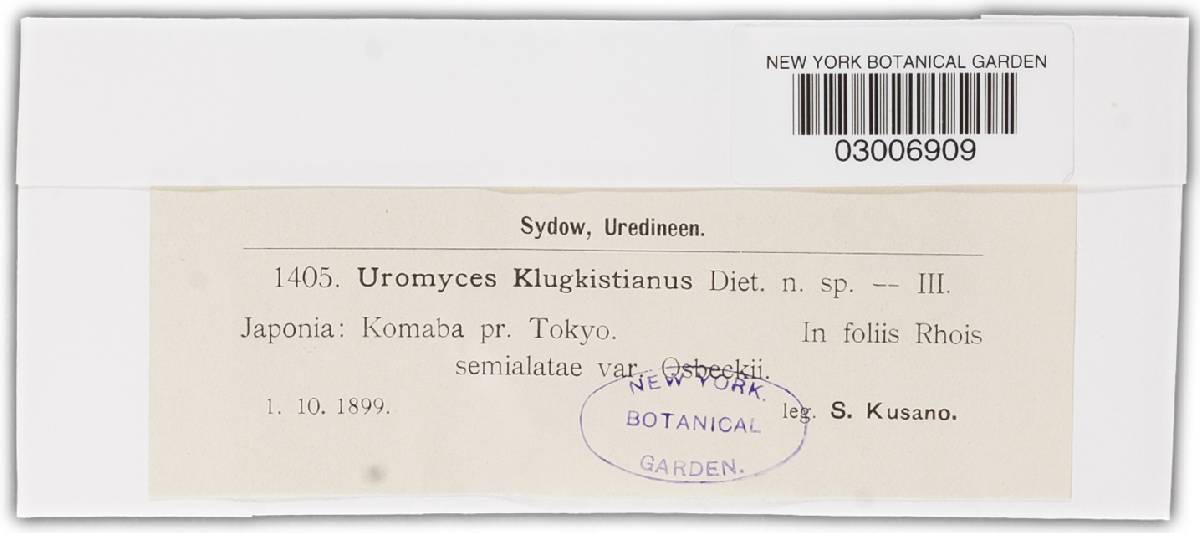 NEW YORK BOTANICAL GARDEN
03006909
Sydow, Uredineen.
1405. Uromyces Klugkistianus Diet. n. sp. — III.
Japonia: Komaba pr. Tokyo. In foliis Rhois
semialatae var. Osbeckii.
1. 10. 1899. leg. S. Kusano.
NEW YORK.
BOTANICAL
GARDEN.